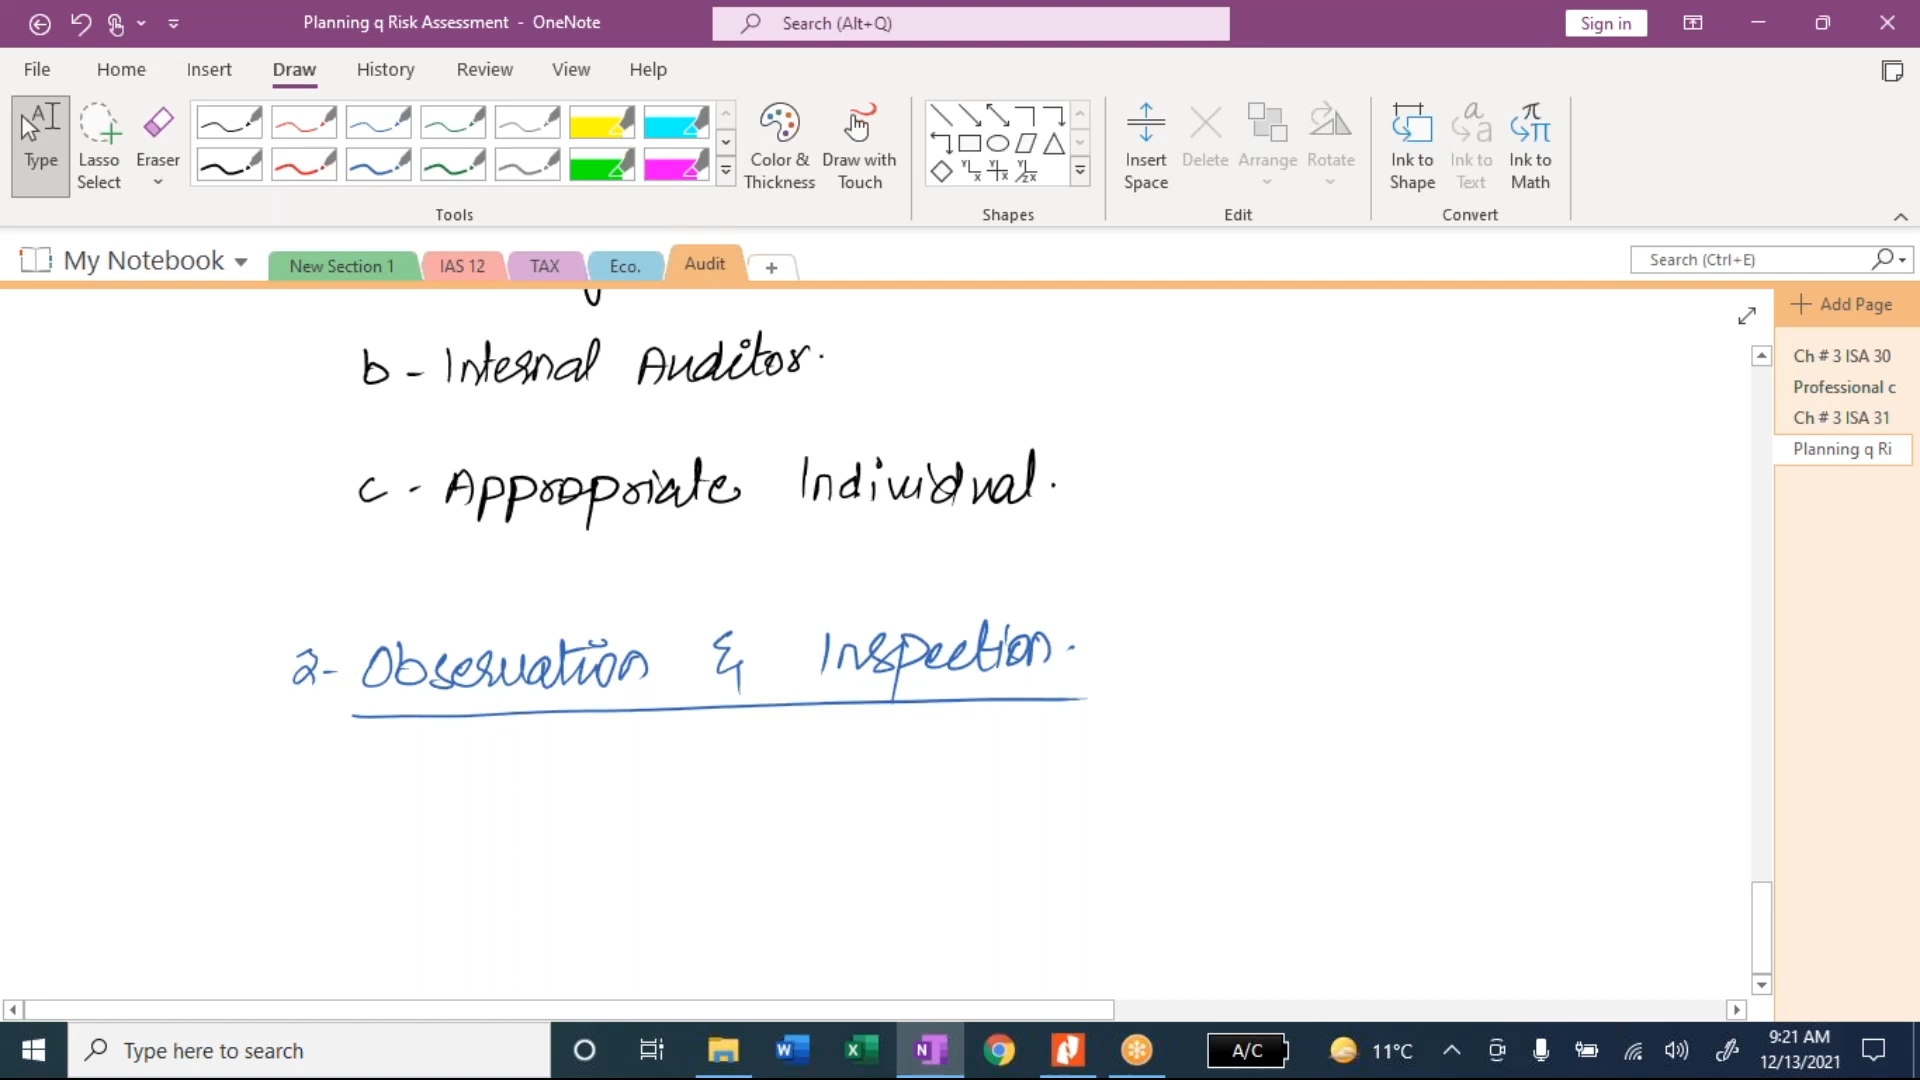 Planning q Risk Assessment - OneNote
Search (Alt+Q)
Sign in
File Home Insert Draw History Review View Help
Type
Lasso Select
Eraser
Color & Thickness
Draw with Touch
Insert Space
Delete
Arrange
Rotate
Ink to Shape
Ink to Text
Ink to Math
Tools Shapes Edit Convert
My Notebook New Section 1 IAS 12 TAX Eco. Audit
Search (Ctrl+E)
Add Page
Ch # 3 ISA 30
Professional c
Ch # 3 ISA 31
Planning q Ri
b - Internal Auditor.
c - Appropriate Individual.
2- Observation & Inspection.
Type here to search
A/C
11°C
9:21 AM
12/13/2021